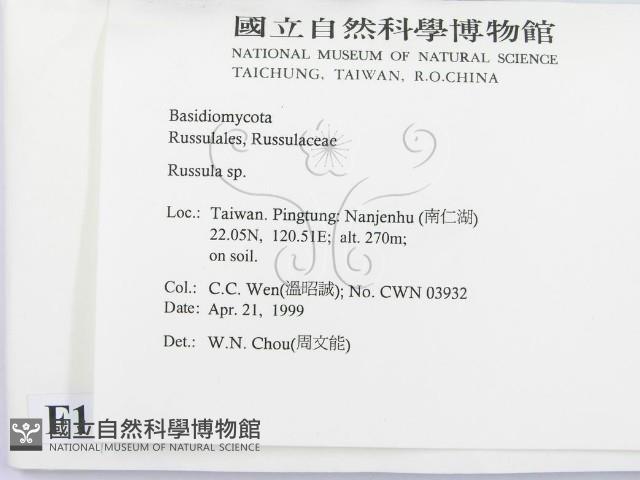 國立自然科學博物館
NATIONAL MUSEUM OF NATURAL SCIENCE
TAICHUNG, TAIWAN, R.O.CHINA
Basidiomycota
Russulales, Russulaceae
Russula sp.
Loc.: Taiwan. Pingtung: Nanjenhu (南仁湖)
22.05N, 120.51E; alt. 270m;
on soil.
Col.: C.C. Wen(溫昭誠); No. CWN 03932
Date: Apr. 21, 1999
Det.: W.N. Chou(周文能)
F1
國立自然科學博物館
NATIONAL MUSEUM OF NATURAL SCIENCE